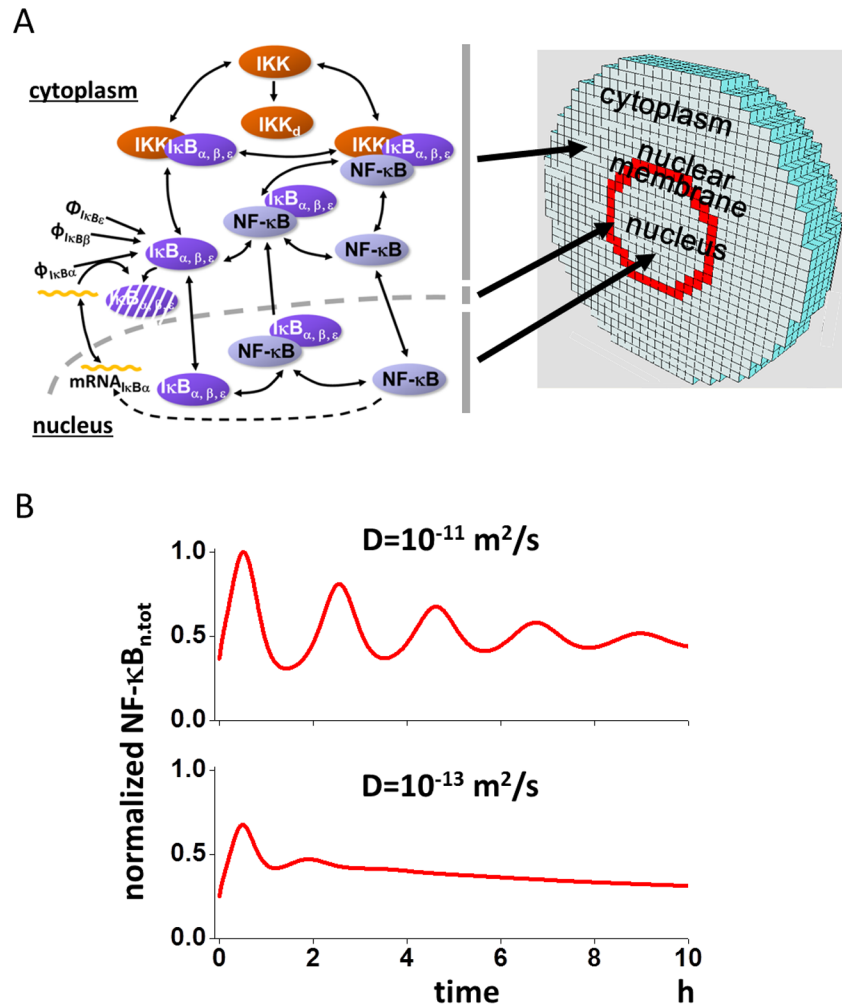 A
cytoplasm
IKK
IKKd
IKK IκBα, β, ε
IKK IκBα, β, ε
NF-κB
IκBα, β, ε
NF-κB
ΦIκBε
ϕIκBβ
ϕIκBα
IκBα, β, ε
NF-κB
IκBα, β, ε
IκBα, β, ε
NF-κB
mRNAIκBα
IκBα, β, ε
NF-κB
nucleus
cytoplasm
nuclear
membrane
nucleus
B
D=10⁻¹¹ m²/s
1.0
0.5
0.0
normalized NF-κBn.tot
D=10⁻¹³ m²/s
1.0
0.5
0.0
0 2 4 6 8 10
time h